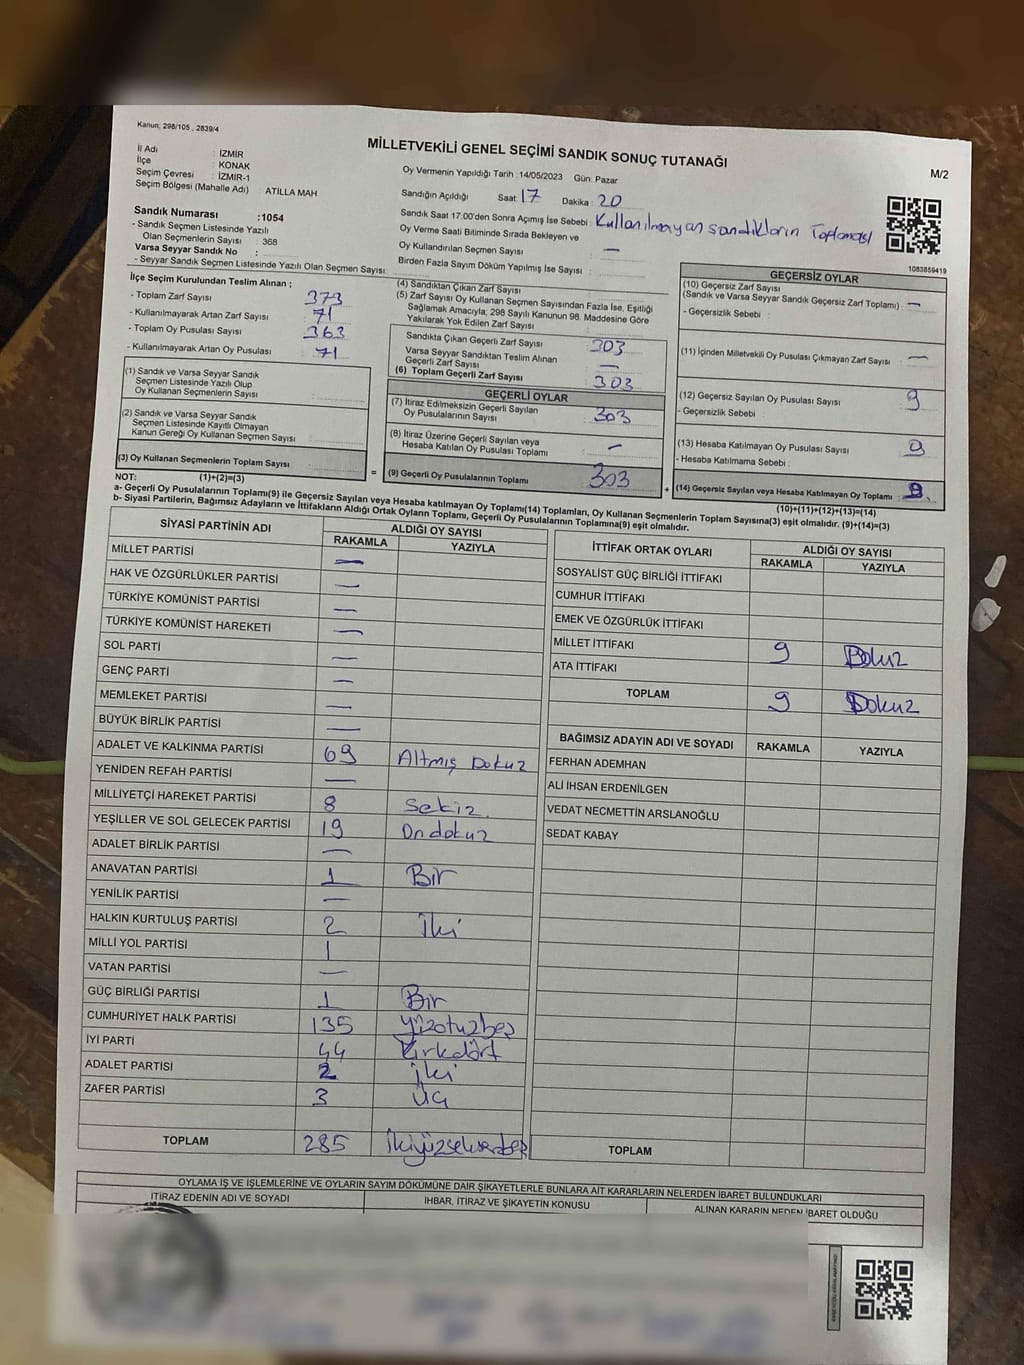 Kanun; 298/105 , 2839/4
MİLLETVEKİLİ GENEL SEÇİMİ SANDIK SONUÇ TUTANAĞI
M/2
İl Adı : İZMİR
İlçe : KONAK
Seçim Çevresi : İZMİR-1
Seçim Bölgesi (Mahalle Adı) ATİLLA MAH
Sandık Numarası :1054
- Sandık Seçmen Listesinde Yazılı
Olan Seçmenlerin Sayısı : 368
Varsa Seyyar Sandık No :
- Seyyar Sandık Seçmen Listesinde Yazılı Olan Seçmen Sayısı:
Oy Vermenin Yapıldığı Tarih :14/05/2023 Gün: Pazar
Sandığın Açıldığı Saat 17 Dakika : 20
Sandık Saat 17.00'den Sonra Açımış İse Sebebi : Kullanılmayan sandıkların Toplaması
Oy Verme Saati Bitiminde Sırada Bekleyen ve
Oy Kullandırılan Seçmen Sayısı : —
Birden Fazla Sayım Döküm Yapılmış İse Sayısı :
1083859419
İlçe Seçim Kurulundan Teslim Alınan ;
- Toplam Zarf Sayısı : 373
- Kullanılmayarak Artan Zarf Sayısı : 71
- Toplam Oy Pusulası Sayısı : 363
- Kullanılmayarak Artan Oy Pusulası : 71
(1) Sandık ve Varsa Seyyar Sandık
Seçmen Listesinde Yazılı Olup
Oy Kullanan Seçmenlerin Sayısı :
(2) Sandık ve Varsa Seyyar Sandık
Seçmen Listesinde Kayıtlı Olmayan
Kanun Gereği Oy Kullanan Seçmen Sayısı :
(3) Oy Kullanan Seçmenlerin Toplam Sayısı :
(4) Sandıktan Çıkan Zarf Sayısı
(5) Zarf Sayısı Oy Kullanan Seçmen Sayısından Fazla İse, Eşitliği
Sağlamak Amacıyla; 298 Sayılı Kanunun 98. Maddesine Göre
Yakılarak Yok Edilen Zarf Sayısı :
Sandıkta Çıkan Geçerli Zarf Sayısı : 303
Varsa Seyyar Sandıktan Teslim Alınan
Geçerli Zarf Sayısı : —
(6) Toplam Geçerli Zarf Sayısı : 303
GEÇERLİ OYLAR
(7) İtiraz Edilmeksizin Geçerli Sayılan
Oy Pusulalarının Sayısı : 303
(8) İtiraz Üzerine Geçerli Sayılan veya
Hesaba Katılan Oy Pusulası Toplamı : —
= (9) Geçerli Oy Pusulalarının Toplamı : 303 +
GEÇERSİZ OYLAR
(10) Geçersiz Zarf Sayısı
(Sandık ve Varsa Seyyar Sandık Geçersiz Zarf Toplamı) : —
- Geçersizlik Sebebi :
(11) İçinden Milletvekili Oy Pusulası Çıkmayan Zarf Sayısı : —
(12) Geçersiz Sayılan Oy Pusulası Sayısı : 9
- Geçersizlik Sebebi :
(13) Hesaba Katılmayan Oy Pusulası Sayısı : 9
- Hesaba Katılmama Sebebi :
(14) Geçersiz Sayılan veya Hesaba Katılmayan Oy Toplamı : 9
NOT: (1)+(2)=(3) (10)+(11)+(12)+(13)=(14)
a- Geçerli Oy Pusulalarının Toplamı(9) ile Geçersiz Sayılan veya Hesaba katılmayan Oy Toplamı(14) Toplamları, Oy Kullanan Seçmenlerin Toplam Sayısına(3) eşit olmalıdır. (9)+(14)=(3)
b- Siyasi Partilerin, Bağımsız Adayların ve İttifakların Aldığı Ortak Oyların Toplamı, Geçerli Oy Pusulalarının Toplamına(9) eşit olmalıdır.
SİYASİ PARTİNİN ADI ALDIĞI OY SAYISI
RAKAMLA YAZIYLA
MİLLET PARTİSİ —
HAK VE ÖZGÜRLÜKLER PARTİSİ —
TÜRKİYE KOMÜNİST PARTİSİ —
TÜRKİYE KOMÜNİST HAREKETİ —
SOL PARTİ —
GENÇ PARTİ —
MEMLEKET PARTİSİ —
BÜYÜK BİRLİK PARTİSİ —
ADALET VE KALKINMA PARTİSİ 69 Altmış Dokuz
YENİDEN REFAH PARTİSİ —
MİLLİYETÇİ HAREKET PARTİSİ 8 Sekiz.
YEŞİLLER VE SOL GELECEK PARTİSİ 19 Ondokuz
ADALET BİRLİK PARTİSİ —
ANAVATAN PARTİSİ 1 Bir
YENİLİK PARTİSİ —
HALKIN KURTULUŞ PARTİSİ 2 İki
MİLLİ YOL PARTİSİ 1
VATAN PARTİSİ —
GÜÇ BİRLİĞİ PARTİSİ 1 Bir
CUMHURİYET HALK PARTİSİ 135 Yüzotuzbeş
İYİ PARTİ 44 Kırkdört
ADALET PARTİSİ 2 İki
ZAFER PARTİSİ 3 Üç
TOPLAM 285 İkiyüzseksenbeş
İTTİFAK ORTAK OYLARI ALDIĞI OY SAYISI
RAKAMLA YAZIYLA
SOSYALİST GÜÇ BİRLİĞİ İTTİFAKI
CUMHUR İTTİFAKI
EMEK VE ÖZGÜRLÜK İTTİFAKI
MİLLET İTTİFAKI 9 Dokuz
ATA İTTİFAKI
TOPLAM 9 Dokuz
BAĞIMSIZ ADAYIN ADI VE SOYADI RAKAMLA YAZIYLA
FERHAN ADEMHAN
ALİ İHSAN ERDENİLGEN
VEDAT NECMETTİN ARSLANOĞLU
SEDAT KABAY
TOPLAM
OYLAMA İŞ VE İŞLEMLERİNE VE OYLARIN SAYIM DÖKÜMÜNE DAİR ŞİKAYETLERLE BUNLARA AİT KARARLARIN NELERDEN İBARET BULUNDUKLARI
İTİRAZ EDENİN ADI VE SOYADI İHBAR, İTİRAZ VE ŞİKAYETİN KONUSU ALINAN KARARIN NEDEN İBARET OLDUĞU